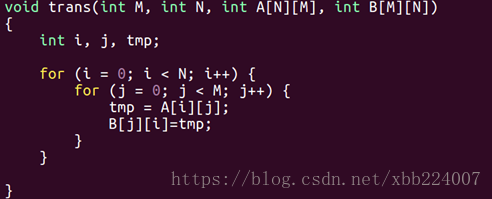 void trans(int M, int N, int A[N][M], int B[M][N])
{
    int i, j, tmp;

    for (i = 0; i < N; i++) {
        for (j = 0; j < M; j++) {
            tmp = A[i][j];
            B[j][i]=tmp;
        }
    }
https://blog.csdn.net/xbb224007
}